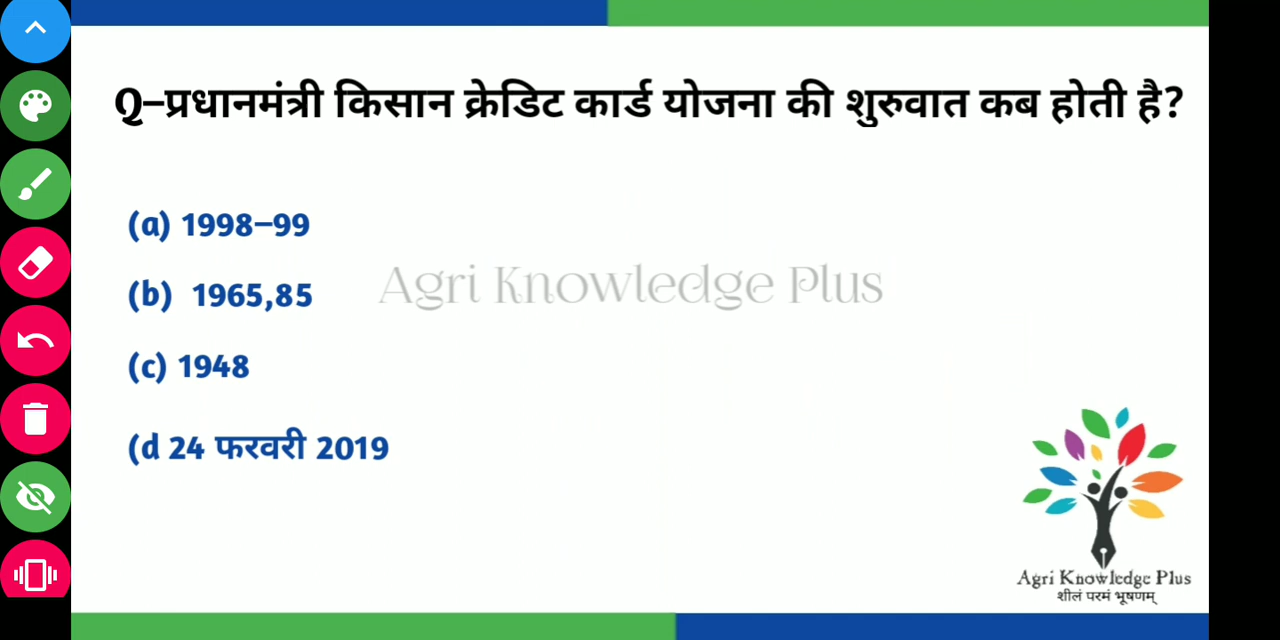 Q–प्रधानमंत्री किसान क्रेडिट कार्ड योजना की शुरुवात कब होती है?
(a) 1998–99
Agri Knowledge Plus
(b) 1965,85
(c) 1948
(d 24 फरवरी 2019
Agri Knowledge Plus
शीलं परमं भूषणम्